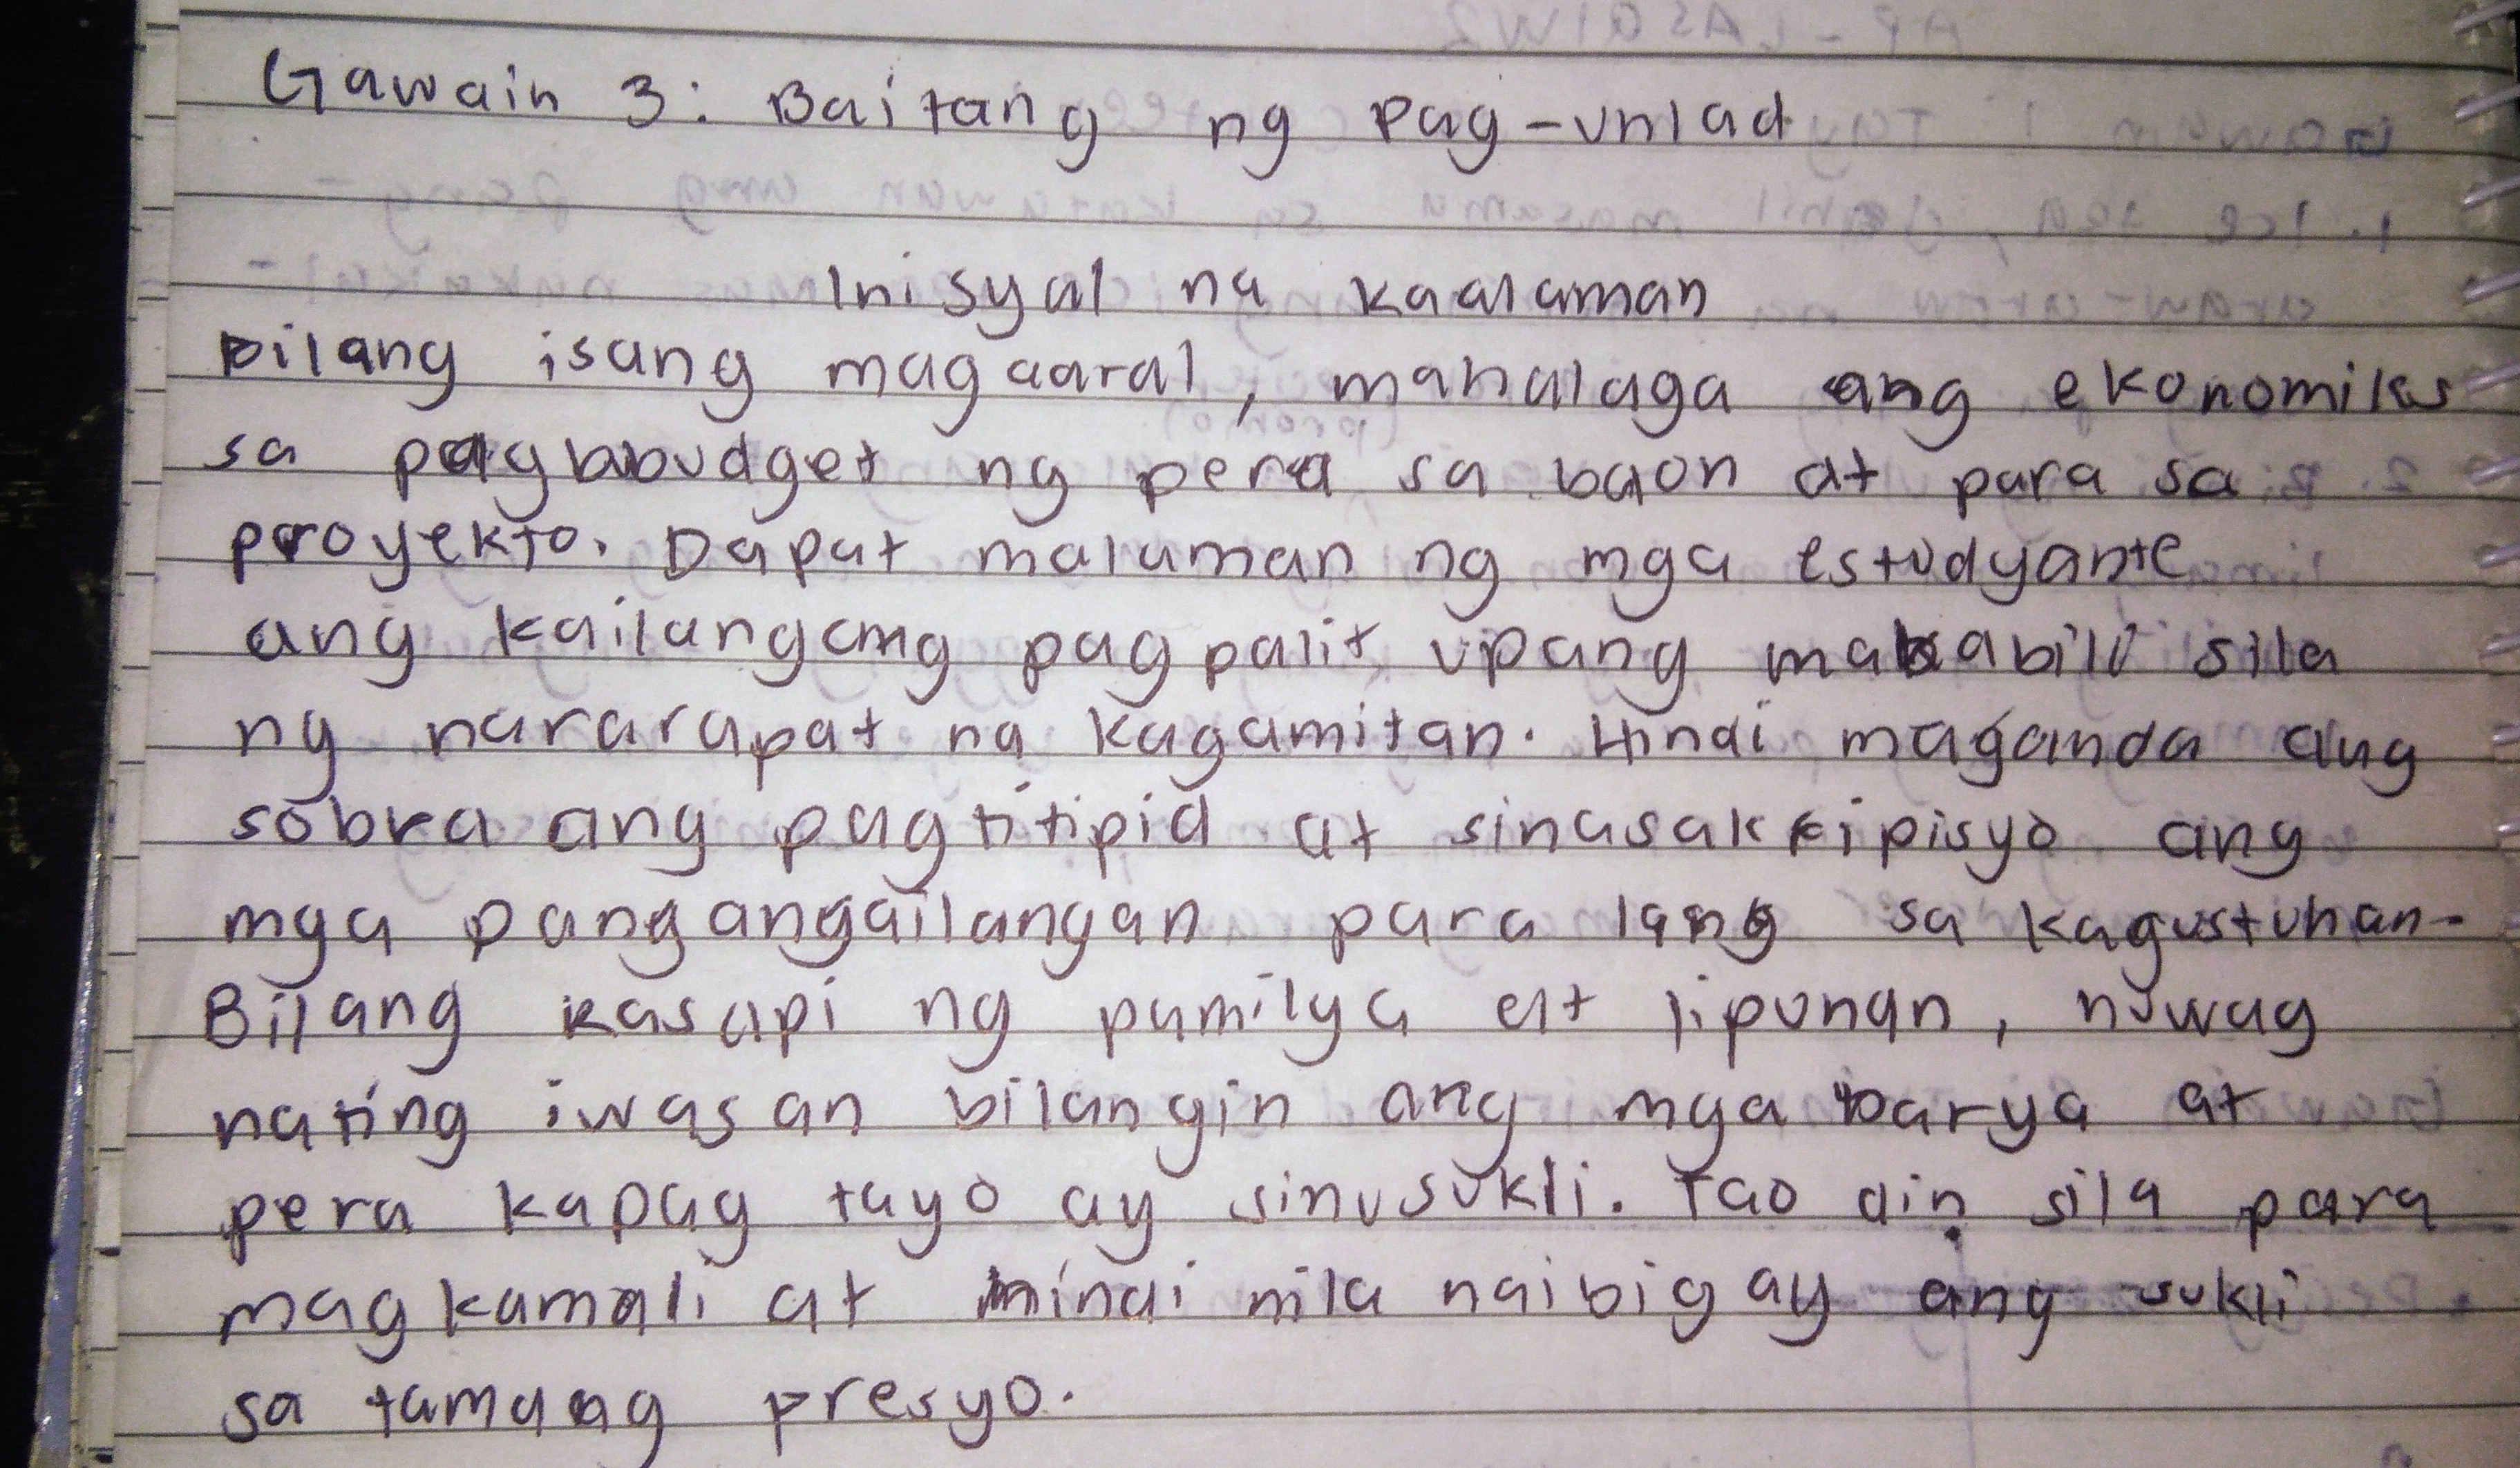 Gawain 3: Baitang ng Pag-unlad
Inisyal na kaalaman
Bilang isang magaaral, mahalaga ang ekonomiks
sa pagbabudget ng pera sa baon at para sa
proyekto. Dapat malaman ng mga estudyante
ang kailangang pagpalit upang makabili sila
ng nararapat na kagamitan. Hindi maganda ang
sobra ang pagtitipid at sinasakripisyo ang
mga pangangailangan para lang sa kagustuhan.
Bilang kasapi ng pamilya at lipunan, huwag
nating iwasan bilangin ang mga barya at
pera kapag tayo ay sinusukli. Tao din sila para
magkamali at hindi nila naibigay ang sukli
sa tamang presyo.